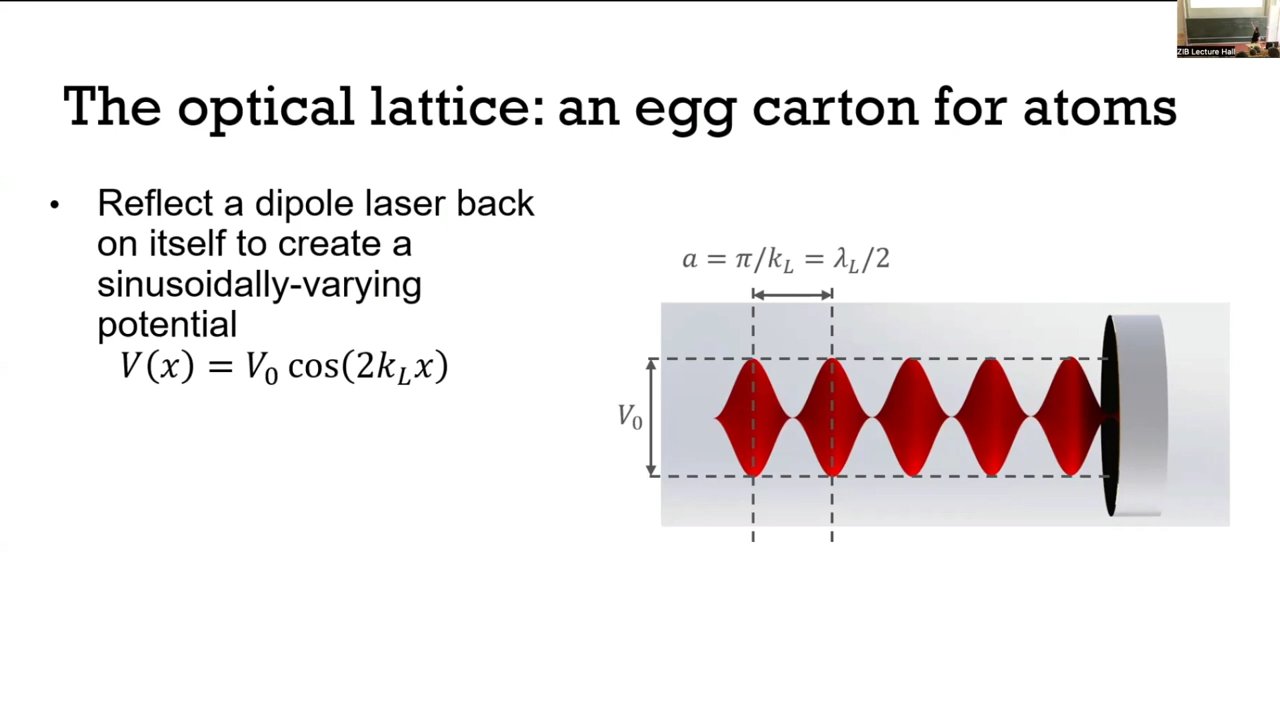 ZIB Lecture Hall
The optical lattice: an egg carton for atoms
• Reflect a dipole laser back
on itself to create a
sinusoidally-varying
potential
V(x) = V₀ cos(2k_L x)
a = π/k_L = λ_L/2
V₀